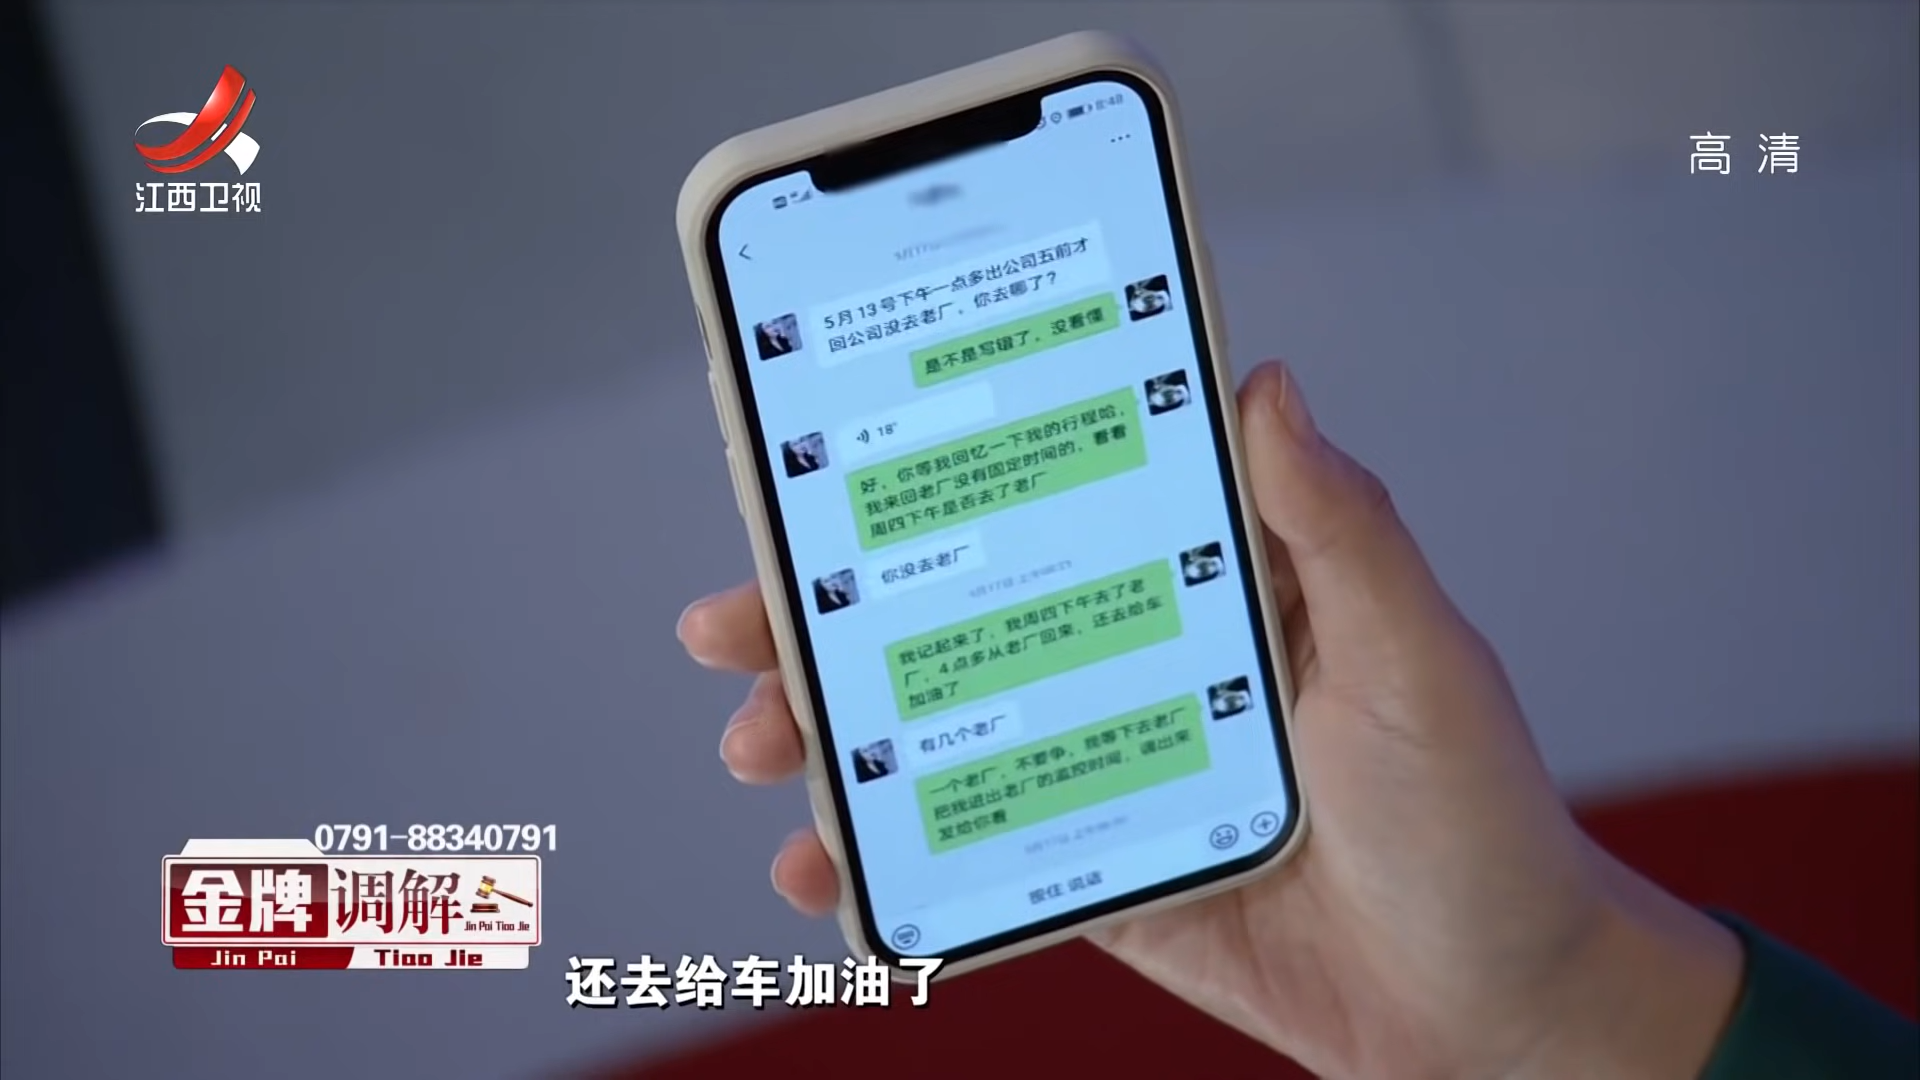 江西卫视
高清
8:48
5月13号下午一点多出公司五前才
回公司没去老厂，你去哪了？
是不是写错了，没看懂
18"
好，你等我回忆一下我的行程哈，
我来回老厂没有固定时间的，看看
周四下午是否去了老厂
你没去老厂
我记起来了，我周四下午去了老
厂，4点多从老厂回来，还去给车
加油了
有几个老厂
一个老厂，不要争，我等下去老厂
把我进出老厂的监控时间，调出来
发给你看
按住 说话
0791-88340791
金牌调解
Jin Pai Tiao Jie
Jin Pai Tiao Jie
还去给车加油了